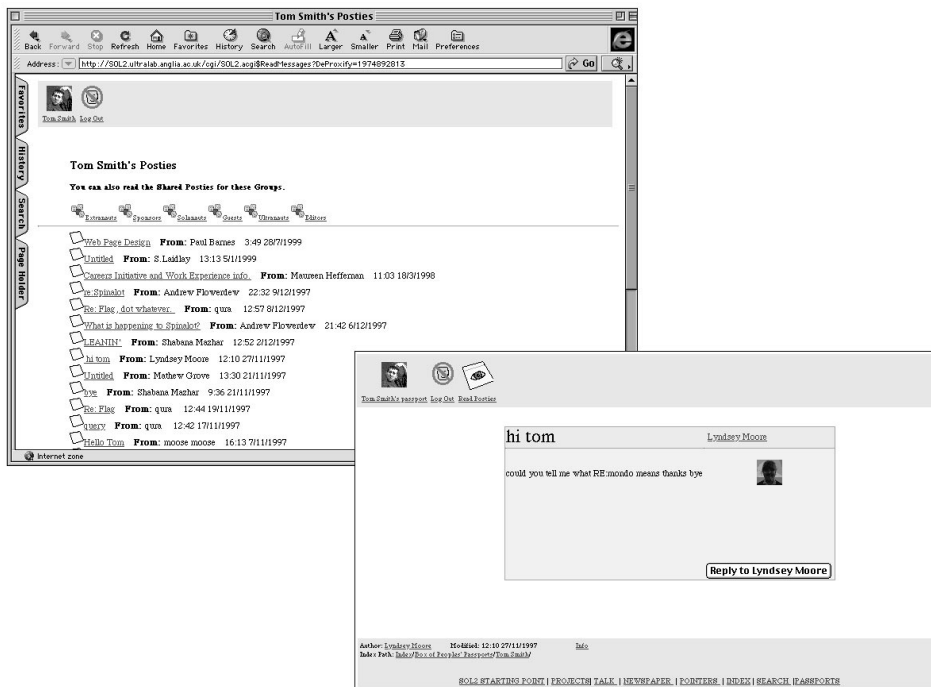 Tom Smith's Posties
Back Forward Stop Refresh Home Favorites History Search AutoFill Larger Smaller Print Mail Preferences
Address: http://SOL2.ultralab.anglia.ac.uk/cgi/SOL2.acgi$ReadMessages?DeProxify=1974892813 Go
Favorites
History
Search
Page Holder
Tom Smith Log Out
Tom Smith's Posties
You can also read the Shared Posties for these Groups.
Extranauts Sponsors Solanauts Guests Ultranauts Editors
Web Page Design From: Paul Barnes 3:49 28/7/1999
Untitled From: S.Laidlay 13:13 5/1/1999
Careers Initiative and Work Experience info. From: Maureen Heffernan 11:03 18/3/1998
re:Spinalot From: Andrew Flowerdew 22:32 9/12/1997
Re: Flag, dot whatever. From: qura 12:57 8/12/1997
What is happening to Spinalot? From: Andrew Flowerdew 21:42 6/12/1997
LEANIN' From: Shabana Mazhar 12:52 2/12/1997
hi tom From: Lyndsey Moore 12:10 27/11/1997
Untitled From: Mathew Grove 13:30 21/11/1997
bye From: Shabana Mazhar 9:36 21/11/1997
Re: Flag From: qura 12:44 19/11/1997
query From: qura 12:42 17/11/1997
Hello Tom From: moose moose 16:13 7/11/1997
Internet zone
Tom Smith's passport Log Out Read Posties
hi tom Lyndsey Moore
could you tell me what RE:mondo means thanks bye
Reply to Lyndsey Moore
Author: Lyndsey Moore Modified: 12:10 27/11/1997 Info
Index Path: Index/Box of Peoples' Passports/Tom Smith/
SOL2 STARTING POINT | PROJECTS| TALK | NEWSPAPER | POINTERS | INDEX | SEARCH |PASSPORTS